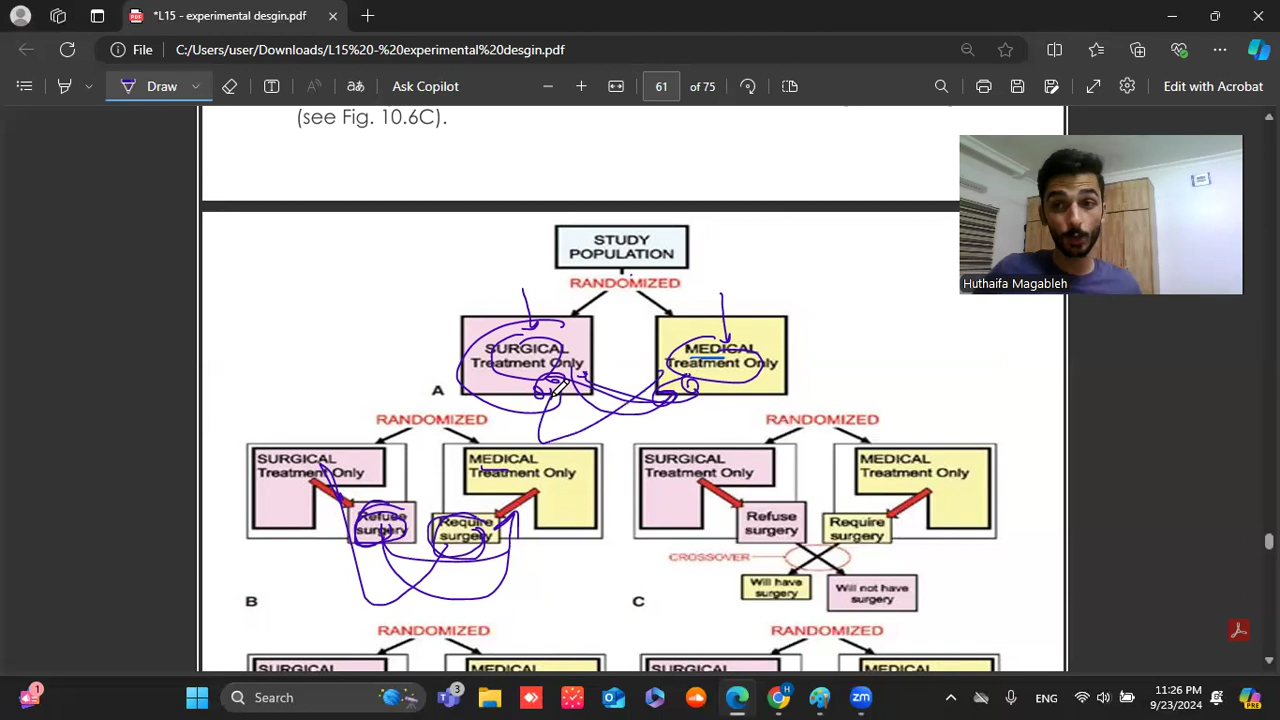 *L15 - experimental desgin.pdf
File
C:/Users/user/Downloads/L15%20-%20experimental%20desgin.pdf
Draw
Ask Copilot
61 of 75
Edit with Acrobat
(see Fig. 10.6C).
Huthaifa Magableh
STUDY
POPULATION
RANDOMIZED
SURGICAL
Treatment Only
MEDICAL
Treatment Only
A
RANDOMIZED
SURGICAL
Treatment Only
MEDICAL
Treatment Only
Refuse
surgery
Require
surgery
B
RANDOMIZED
SURGICAL
Treatment Only
MEDICAL
Treatment Only
Refuse
surgery
Require
surgery
CROSSOVER
Will have
surgery
Will not have
surgery
C
RANDOMIZED
SURGICAL
MEDICAL
RANDOMIZED
SURGICAL
MEDICAL
1
Search
3
ENG
11:26 PM
9/23/2024
PRE